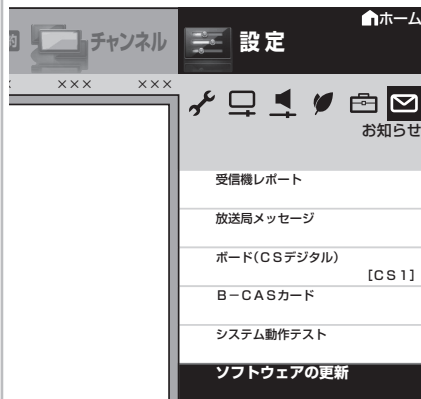 ホーム
的
チャンネル
設定
××× ×××
お知らせ
受信機レポート
放送局メッセージ
ボード(CSデジタル)
[CS1]
B－CASカード
システム動作テスト
ソフトウェアの更新